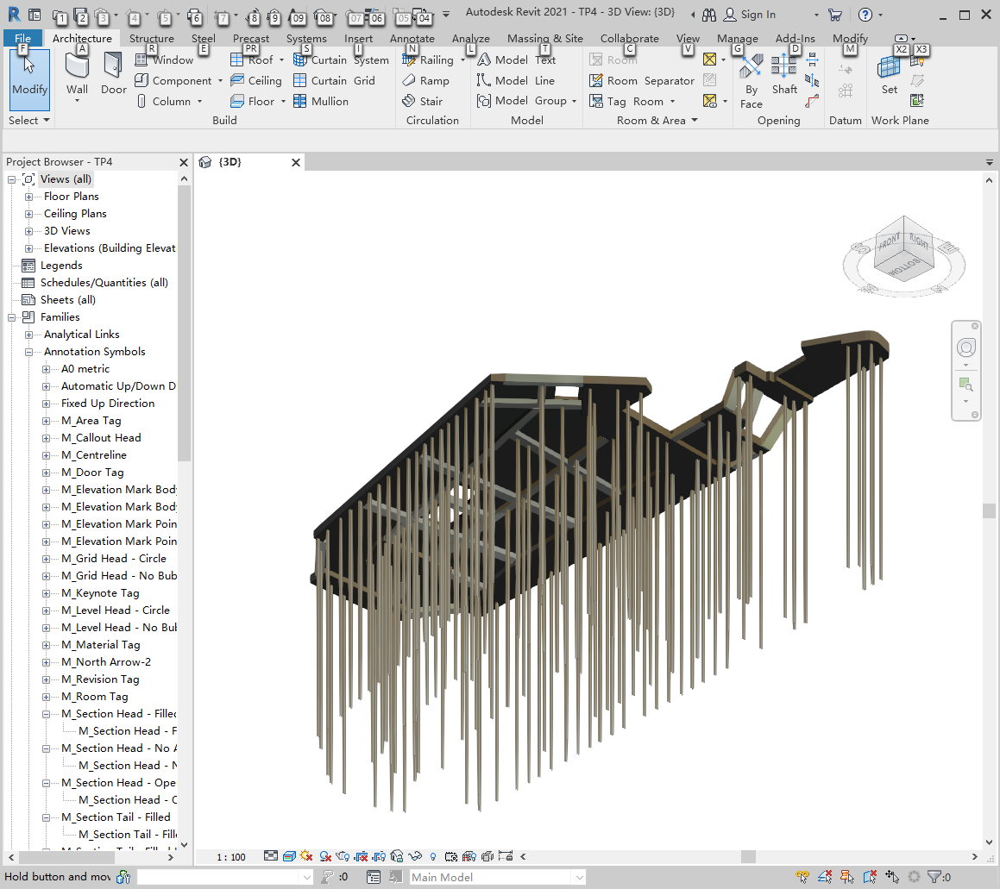 Autodesk Revit 2021 - TP4 - 3D View: {3D}
Sign In
1 2 3 4 5 6 7 8 9 09 08 07 06 05 04
File Architecture Structure Steel Precast Systems Insert Annotate Analyze Massing & Site Collaborate View Manage Add-Ins Modify
F A R E PR S I N L T C V G D M X2 X3
Window Roof Curtain System Railing Model Text Room
Modify Wall Door Component Ceiling Curtain Grid Ramp Model Line Room Separator By Face Shaft Set
Column Floor Mullion Stair Model Group Tag Room
Select Build Circulation Model Room & Area Opening Datum Work Plane
Project Browser - TP4
{3D}
Views (all)
Floor Plans
Ceiling Plans
3D Views
Elevations (Building Elevat
Legends
Schedules/Quantities (all)
Sheets (all)
Families
Analytical Links
Annotation Symbols
A0 metric
Automatic Up/Down D
Fixed Up Direction
M_Area Tag
M_Callout Head
M_Centreline
M_Door Tag
M_Elevation Mark Body
M_Elevation Mark Body
M_Elevation Mark Poin
M_Elevation Mark Poin
M_Grid Head - Circle
M_Grid Head - No Bub
M_Keynote Tag
M_Level Head - Circle
M_Level Head - No Bub
M_Material Tag
M_North Arrow-2
M_Revision Tag
M_Room Tag
M_Section Head - Filled
M_Section Head - F
M_Section Head - No A
M_Section Head - N
M_Section Head - Ope
M_Section Head - O
M_Section Tail - Filled
M_Section Tail - Fille
FRONT RIGHT
BOTTOM
S E
1 : 100
Hold button and mov
:0
Main Model
:0